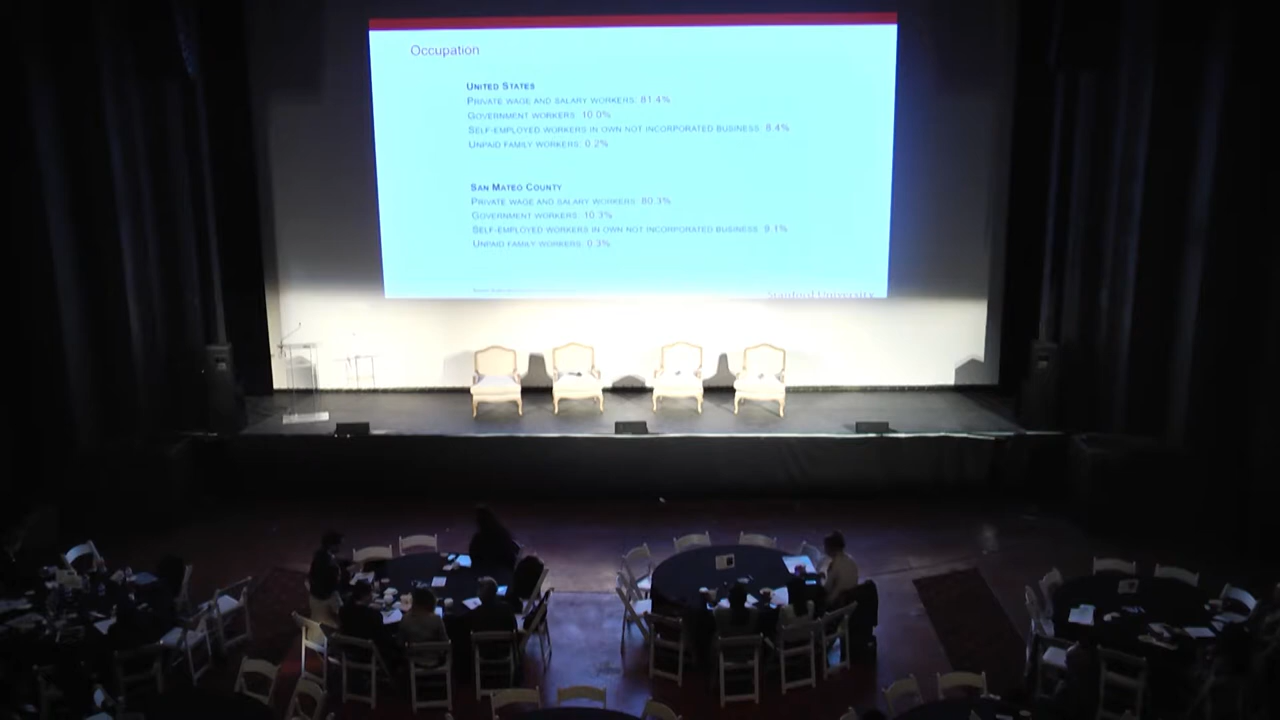 Occupation
UNITED STATES
PRIVATE WAGE AND SALARY WORKERS: 81.4%
GOVERNMENT WORKERS: 10.0%
SELF-EMPLOYED WORKERS IN OWN NOT INCORPORATED BUSINESS: 8.4%
UNPAID FAMILY WORKERS: 0.2%
SAN MATEO COUNTY
PRIVATE WAGE AND SALARY WORKERS: 80.3%
GOVERNMENT WORKERS: 10.3%
SELF-EMPLOYED WORKERS IN OWN NOT INCORPORATED BUSINESS: 9.1%
UNPAID FAMILY WORKERS: 0.3%
Stanford University